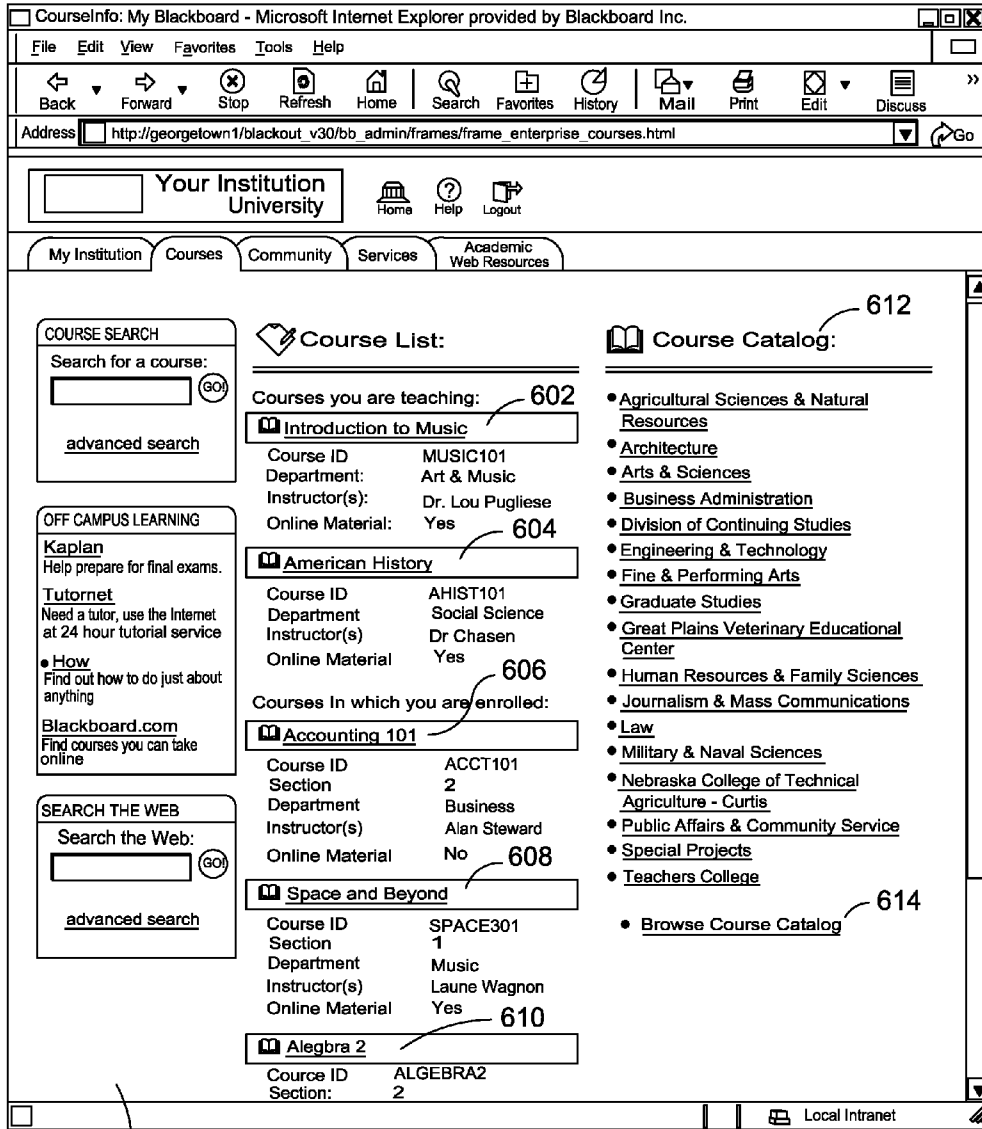 CourseInfo: My Blackboard - Microsoft Internet Explorer provided by Blackboard Inc.
File Edit View Favorites Tools Help
Back Forward Stop Refresh Home Search Favorites History Mail Print Edit Discuss »
Address http://georgetown1/blackout_v30/bb_admin/frames/frame_enterprise_courses.html Go
Your Institution
University
Home Help Logout
My Institution Courses Community Services Academic
Web Resources
COURSE SEARCH
Search for a course:
GO!
advanced search
OFF CAMPUS LEARNING
Kaplan
Help prepare for final exams.
Tutornet
Need a tutor, use the Internet
at 24 hour tutorial service
• How
Find out how to do just about
anything
Blackboard.com
Find courses you can take
online
SEARCH THE WEB
Search the Web:
GO!
advanced search
Course List:
Courses you are teaching: 602
Introduction to Music
Course ID MUSIC101
Department: Art & Music
Instructor(s): Dr. Lou Pugliese
Online Material: Yes
604
American History
Course ID AHIST101
Department Social Science
Instructor(s) Dr Chasen
Online Material Yes
606
Courses In which you are enrolled:
Accounting 101
Course ID ACCT101
Section 2
Department Business
Instructor(s) Alan Steward
Online Material No
608
Space and Beyond
Course ID SPACE301
Section 1
Department Music
Instructor(s) Laune Wagnon
Online Material Yes
610
Alegbra 2
Cource ID ALGEBRA2
Section: 2
612
Course Catalog:
• Agricultural Sciences & Natural
Resources
• Architecture
• Arts & Sciences
• Business Administration
• Division of Continuing Studies
• Engineering & Technology
• Fine & Performing Arts
• Graduate Studies
• Great Plains Veterinary Educational
Center
• Human Resources & Family Sciences
• Journalism & Mass Communications
• Law
• Military & Naval Sciences
• Nebraska College of Technical
Agriculture - Curtis
• Public Affairs & Community Service
• Special Projects
• Teachers College
614
• Browse Course Catalog
Local Intranet